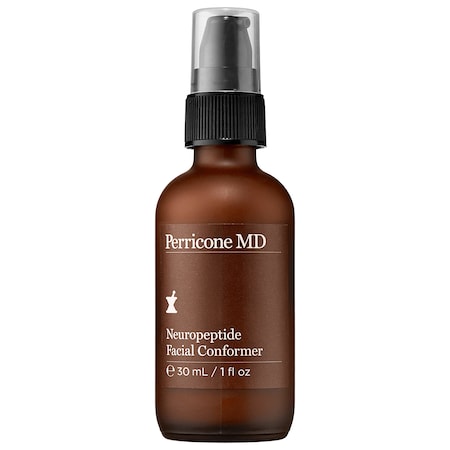 Perricone MD
Neuropeptide
Facial Conformer
℮ 30 mL / 1 fl oz